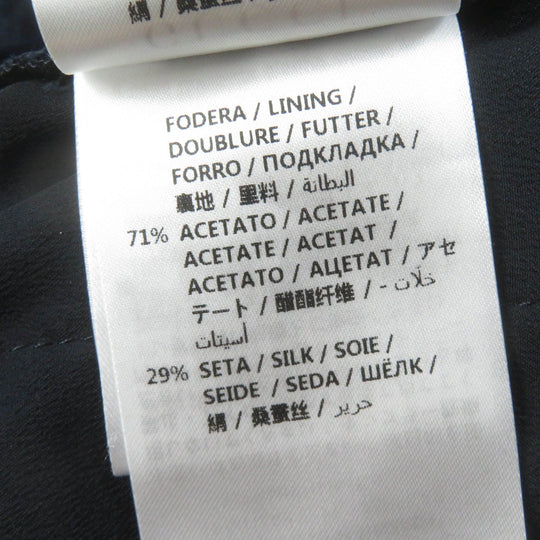 FODERA / LINING /
DOUBLURE / FUTTER /
FORRO / ПОДКЛАДКА /
裏地 / 里料 / البطانة
71% ACETATO / ACETATE /
ACETATE / ACETAT /
ACETATO / АЦЕТАТ / アセ
テート / 醋酯纤维 / خلّات -
أسيتات
29% SETA / SILK / SOIE /
SEIDE / SEDA / ШЁЛК /
絹 / 桑蚕丝 / حرير